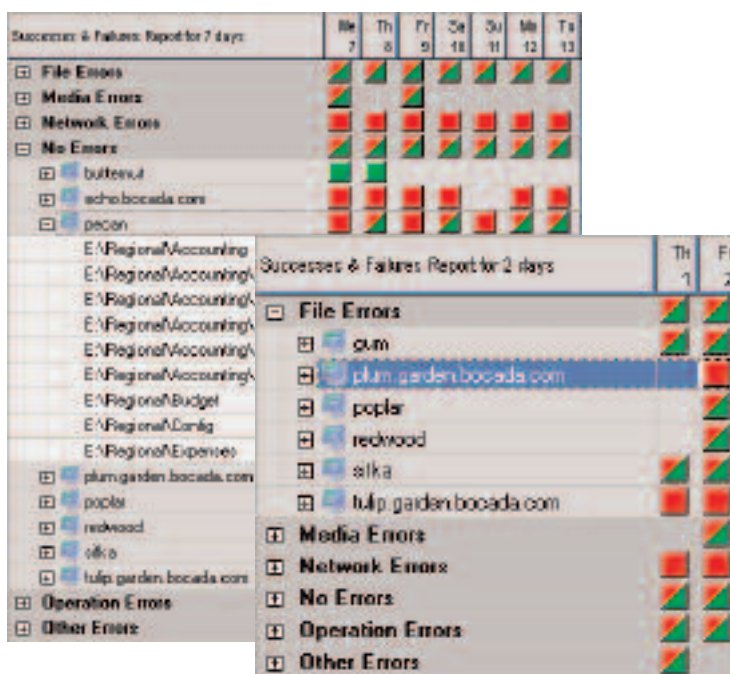 Successes & Failures Report for 7 days
We Th Fr Sa Su Mo Tu
7 8 9 10 11 12 13
File Errors
Media Errors
Network Errors
No Errors
butternut
echo.bocada.com
pecan
E:\Regional\Accounting
E:\Regional\Accounting\
E:\Regional\Accounting\
E:\Regional\Accounting\
E:\Regional\Accounting\
E:\Regional\Accounting\
E:\Regional\Budget
E:\Regional\Config
E:\Regional\Expenses
plum.garden.bocada.com
poplar
redwood
sitka
tulip.garden.bocada.com
Operation Errors
Other Errors
Successes & Failures Report for 2 days
Th F
1 2
File Errors
gum
plum.garden.bocada.com
poplar
redwood
sitka
tulip.garden.bocada.com
Media Errors
Network Errors
No Errors
Operation Errors
Other Errors